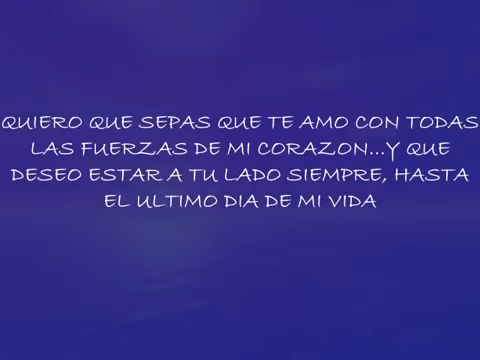 QUIERO QUE SEPAS QUE TE AMO CON TODAS
LAS FUERZAS DE MI CORAZON...Y QUE
DESEO ESTAR A TU LADO SIEMPRE, HASTA
EL ULTIMO DIA DE MI VIDA